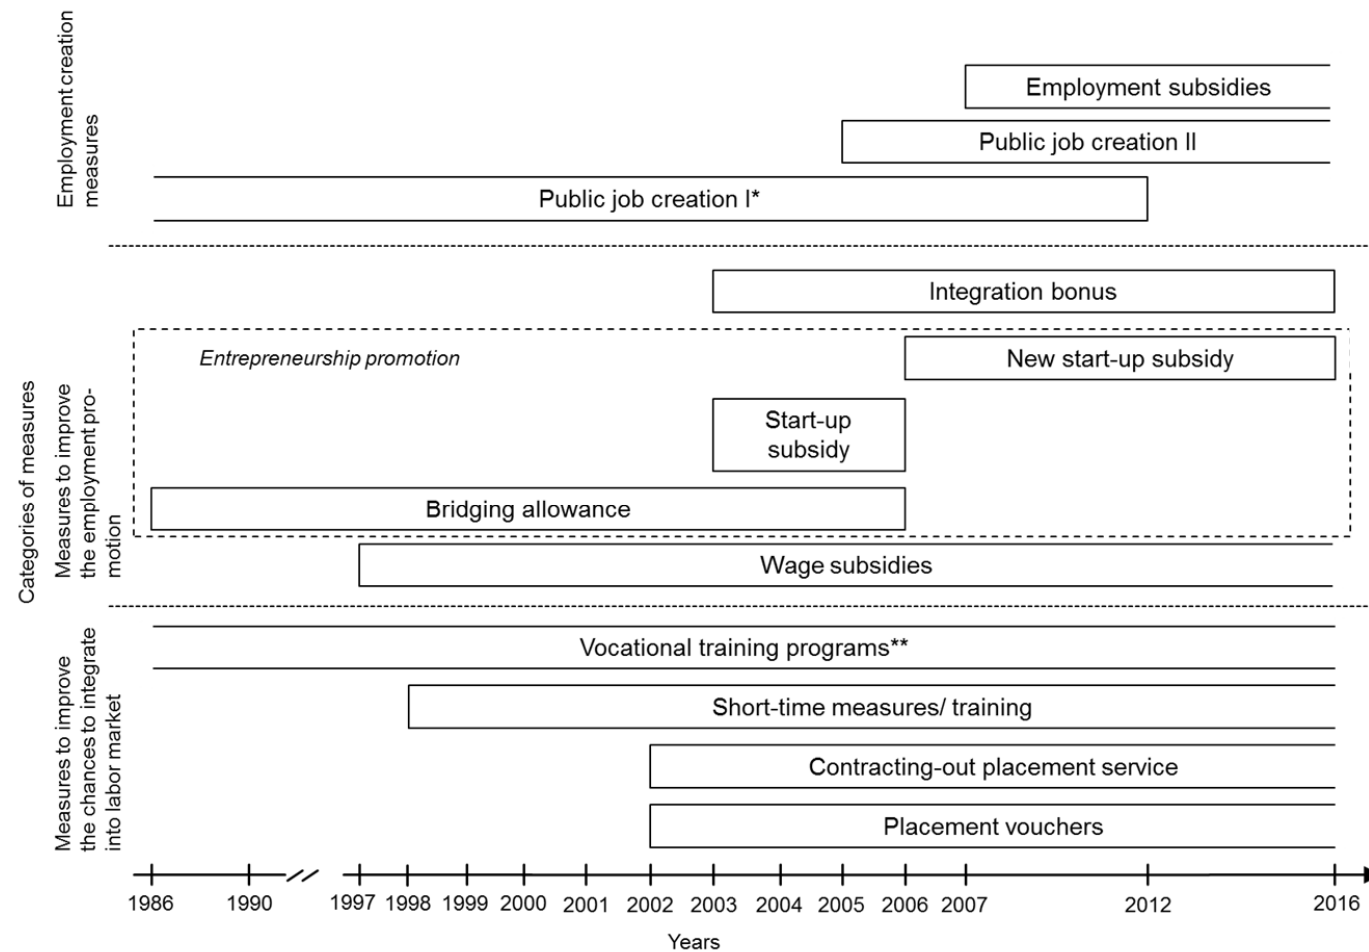 Categories of measures
Employment creation
measures
Employment subsidies
Public job creation II
Public job creation I*
Measures to improve
the employment pro-
motion
Integration bonus
Entrepreneurship promotion
New start-up subsidy
Start-up
subsidy
Bridging allowance
Wage subsidies
Measures to improve
the chances to integrate
into labor market
Vocational training programs**
Short-time measures/ training
Contracting-out placement service
Placement vouchers
1986 1990 1997 1998 1999 2000 2001 2002 2003 2004 2005 2006 2007 2012 2016
Years